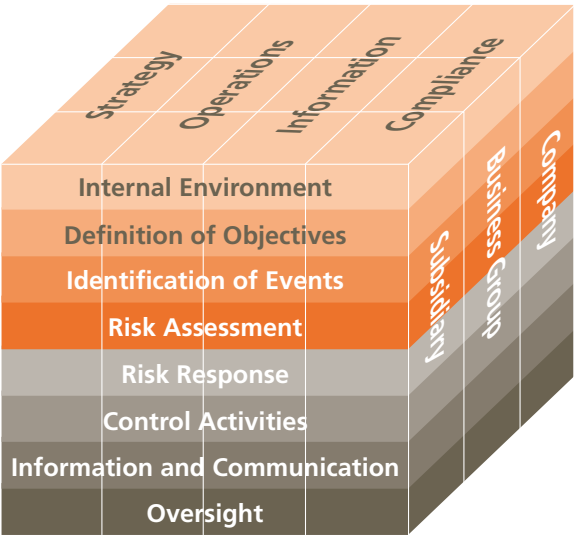 Strategy
Operations
Information
Compliance
Internal Environment
Definition of Objectives
Identification of Events
Risk Assessment
Risk Response
Control Activities
Information and Communication
Oversight
Subsidiary
Business Group
Company